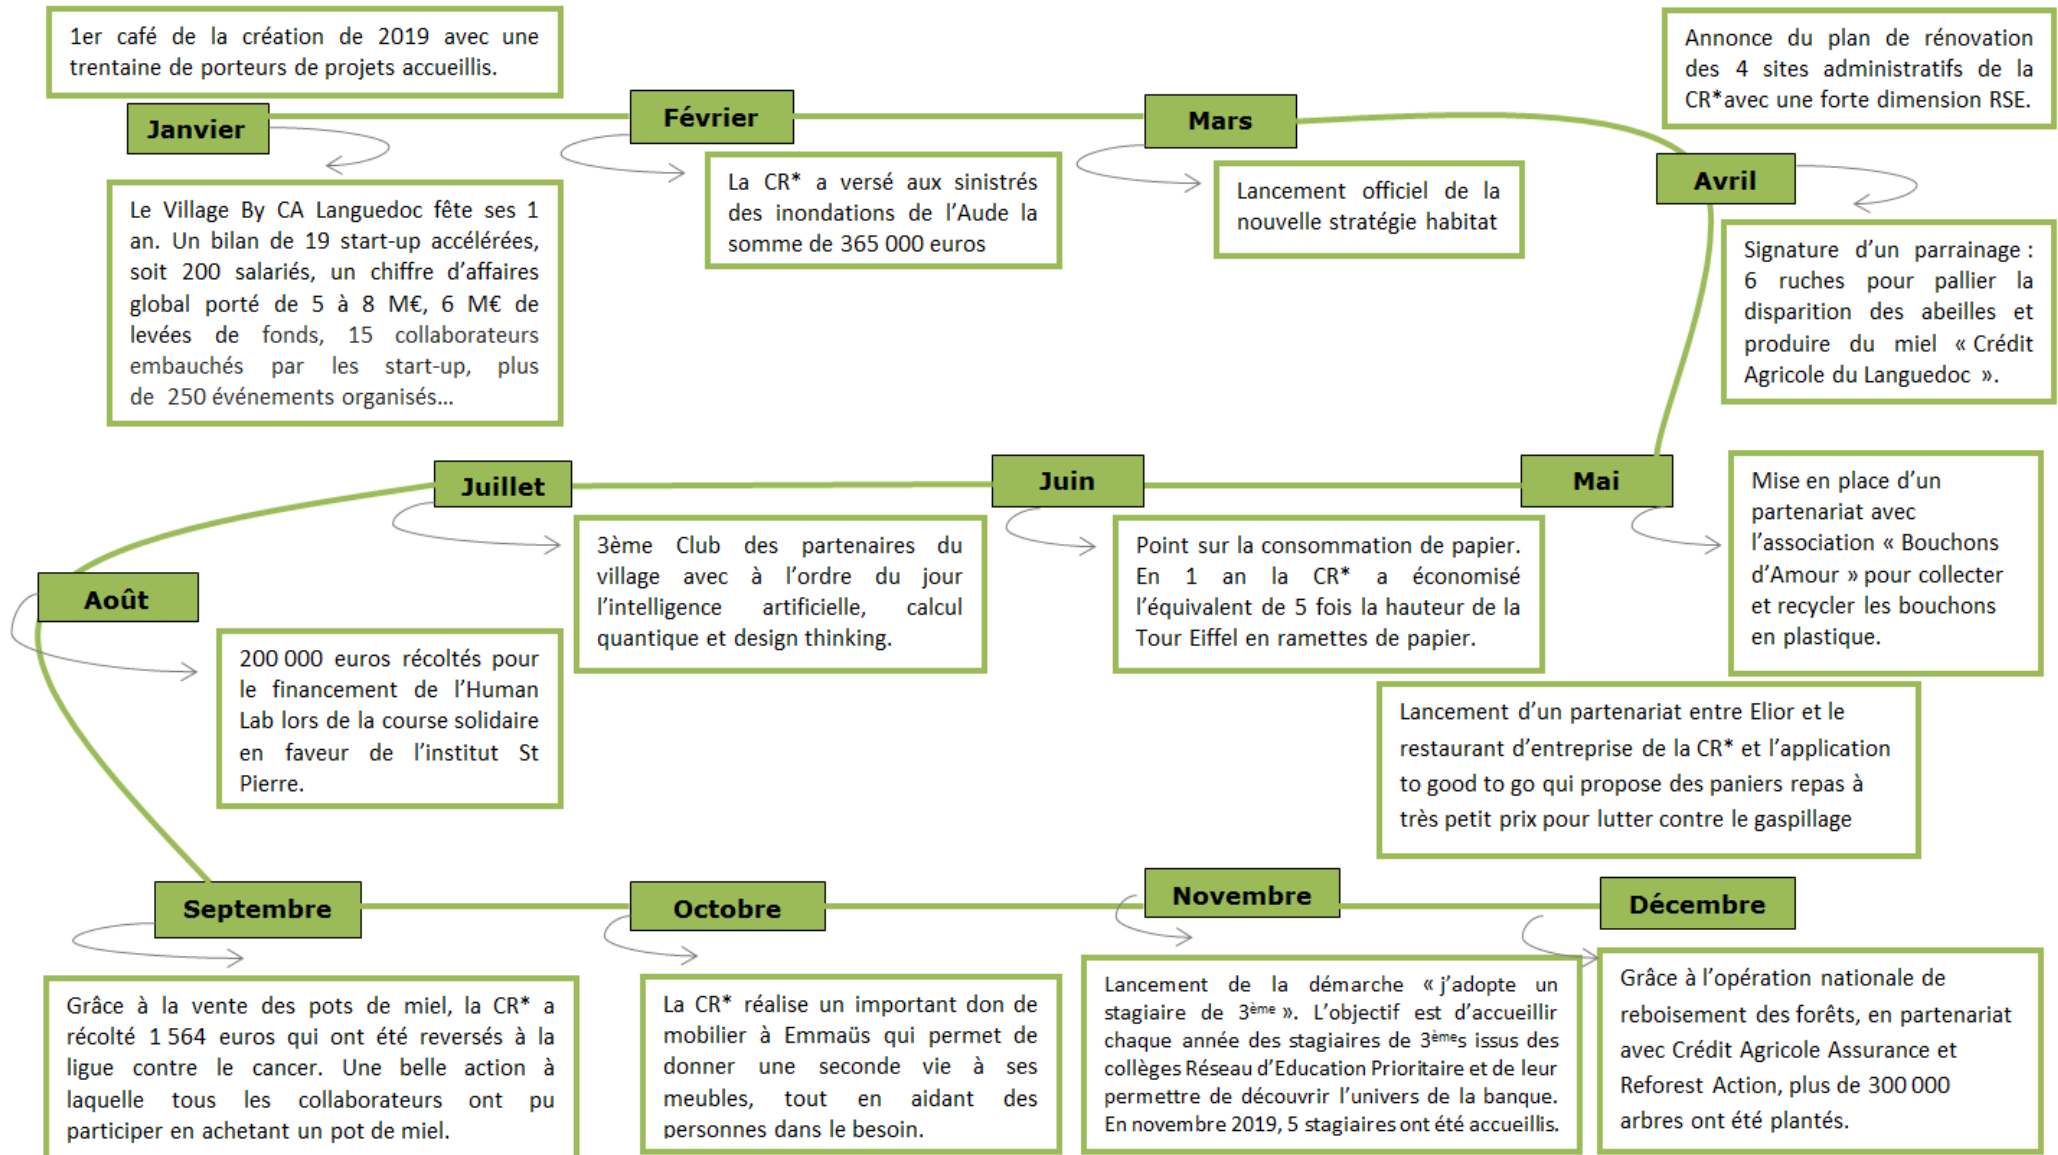 1er café de la création de 2019 avec une
trentaine de porteurs de projets accueillis.
Janvier
Le Village By CA Languedoc fête ses 1
an. Un bilan de 19 start-up accélérées,
soit 200 salariés, un chiffre d’affaires
global porté de 5 à 8 M€, 6 M€ de
levées de fonds, 15 collaborateurs
embauchés par les start-up, plus
de 250 événements organisés…
Février
La CR* a versé aux sinistrés
des inondations de l’Aude la
somme de 365 000 euros
Mars
Lancement officiel de la
nouvelle stratégie habitat
Annonce du plan de rénovation
des 4 sites administratifs de la
CR*avec une forte dimension RSE.
Avril
Signature d’un parrainage :
6 ruches pour pallier la
disparition des abeilles et
produire du miel « Crédit
Agricole du Languedoc ».
Mai
Mise en place d’un
partenariat avec
l’association « Bouchons
d’Amour » pour collecter
et recycler les bouchons
en plastique.
Lancement d’un partenariat entre Elior et le
restaurant d’entreprise de la CR* et l’application
to good to go qui propose des paniers repas à
très petit prix pour lutter contre le gaspillage
Juin
Point sur la consommation de papier.
En 1 an la CR* a économisé
l’équivalent de 5 fois la hauteur de la
Tour Eiffel en ramettes de papier.
Juillet
3ème Club des partenaires du
village avec à l’ordre du jour
l’intelligence artificielle, calcul
quantique et design thinking.
Août
200 000 euros récoltés pour
le financement de l’Human
Lab lors de la course solidaire
en faveur de l’institut St
Pierre.
Septembre
Grâce à la vente des pots de miel, la CR* a
récolté 1 564 euros qui ont été reversés à la
ligue contre le cancer. Une belle action à
laquelle tous les collaborateurs ont pu
participer en achetant un pot de miel.
Octobre
La CR* réalise un important don de
mobilier à Emmaüs qui permet de
donner une seconde vie à ses
meubles, tout en aidant des
personnes dans le besoin.
Novembre
Lancement de la démarche « j’adopte un
stagiaire de 3ème ». L’objectif est d’accueillir
chaque année des stagiaires de 3èmes issus des
collèges Réseau d’Education Prioritaire et de leur
permettre de découvrir l’univers de la banque.
En novembre 2019, 5 stagiaires ont été accueillis.
Décembre
Grâce à l’opération nationale de
reboisement des forêts, en partenariat
avec Crédit Agricole Assurance et
Reforest Action, plus de 300 000
arbres ont été plantés.